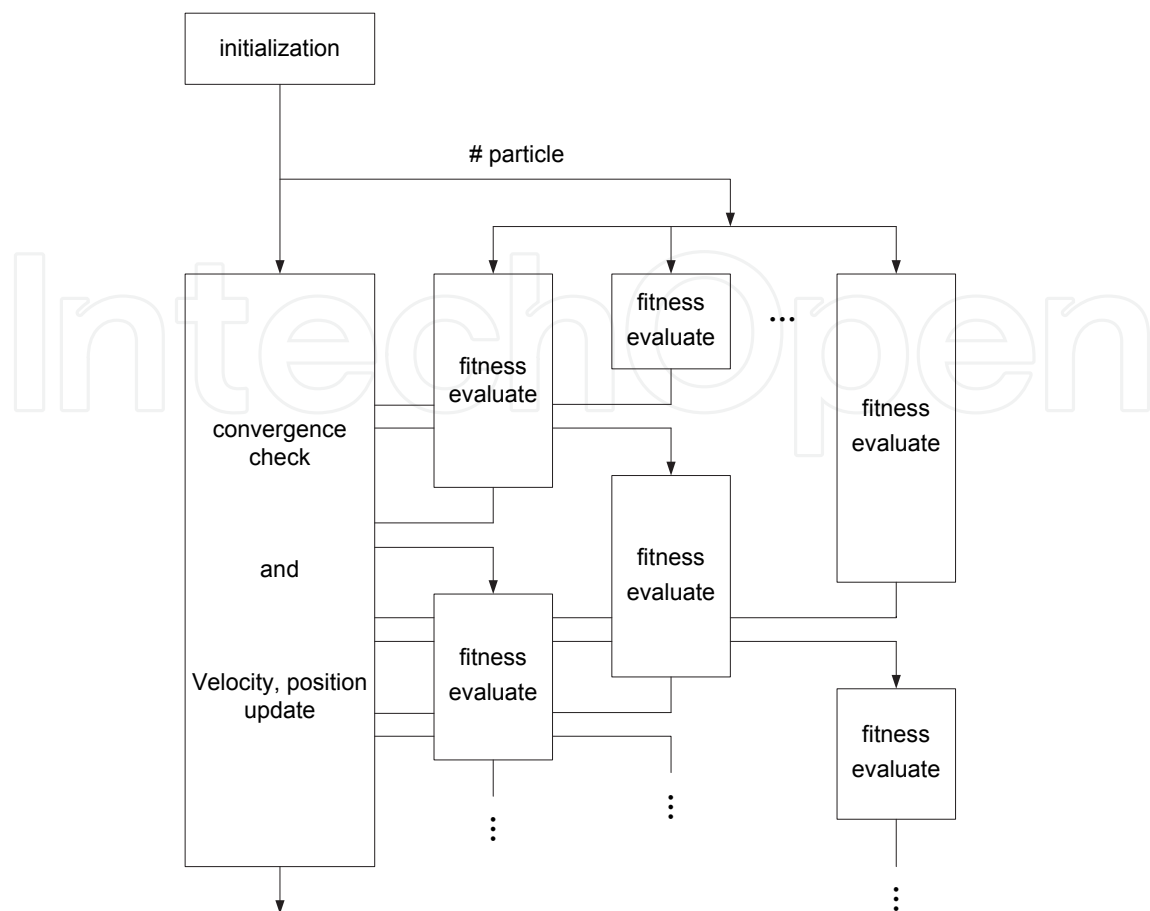 initialization
# particle
IntechOpen
fitness
evaluate
...
fitness
evaluate
fitness
evaluate
convergence
check
and
Velocity, position
update
fitness
evaluate
fitness
evaluate
fitness
evaluate
...
...
...